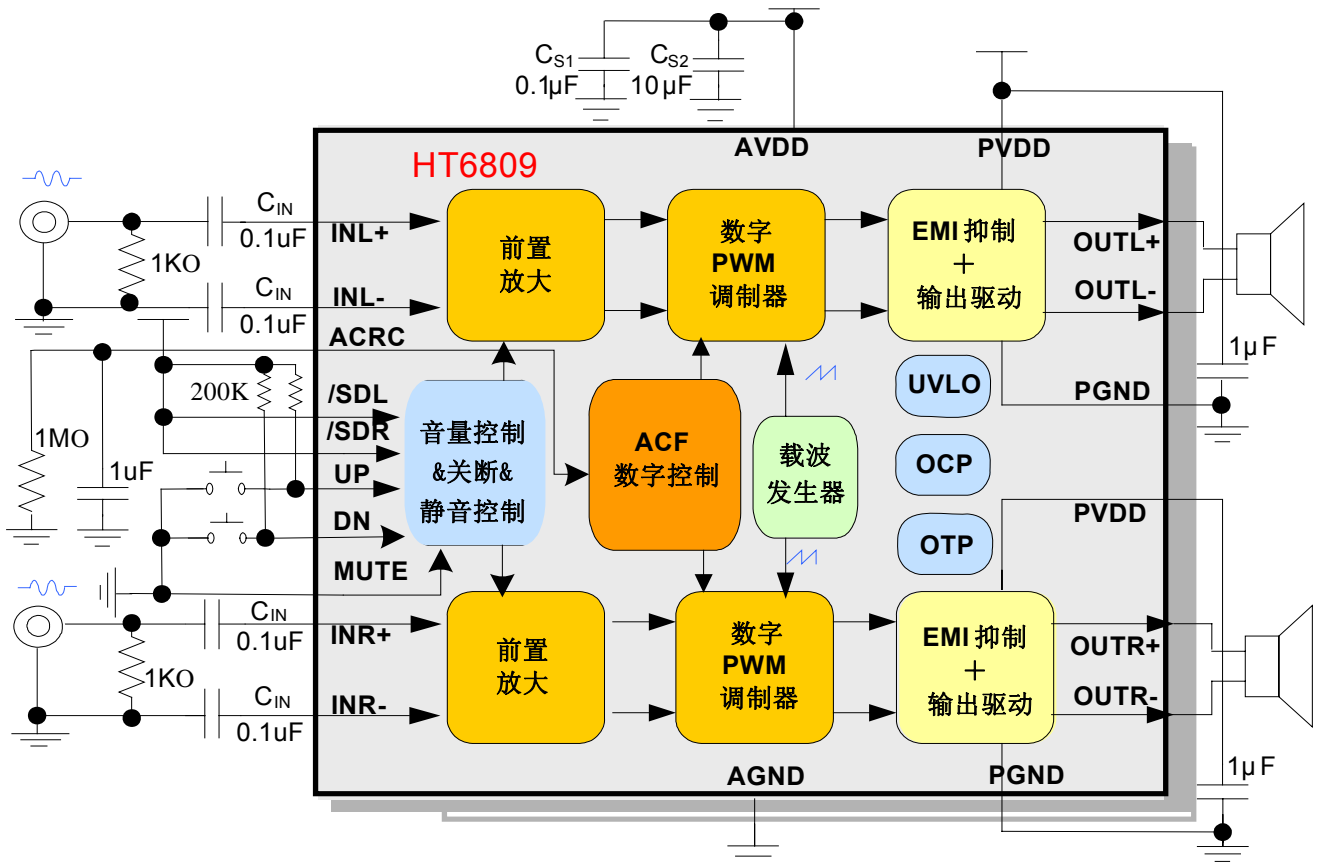 CS1
0.1µF
CS2
10µF
AVDD
PVDD
HT6809
CIN
0.1uF
INL+
1KO
CIN
0.1uF
INL-
前置
放大
数字
PWM
调制器
EMI 抑制
+
输出驱动
OUTL+
OUTL-
1µF
PGND
ACRC
200K
/SDL
/SDR
UP
DN
MUTE
1MO
1uF
音量控制
&关断&
静音控制
ACF
数字控制
载波
发生器
UVLO
OCP
OTP
PVDD
CIN
0.1uF
INR+
1KO
CIN
0.1uF
INR-
前置
放大
数字
PWM
调制器
EMI 抑制
+
输出驱动
OUTR+
OUTR-
AGND
PGND
1µF